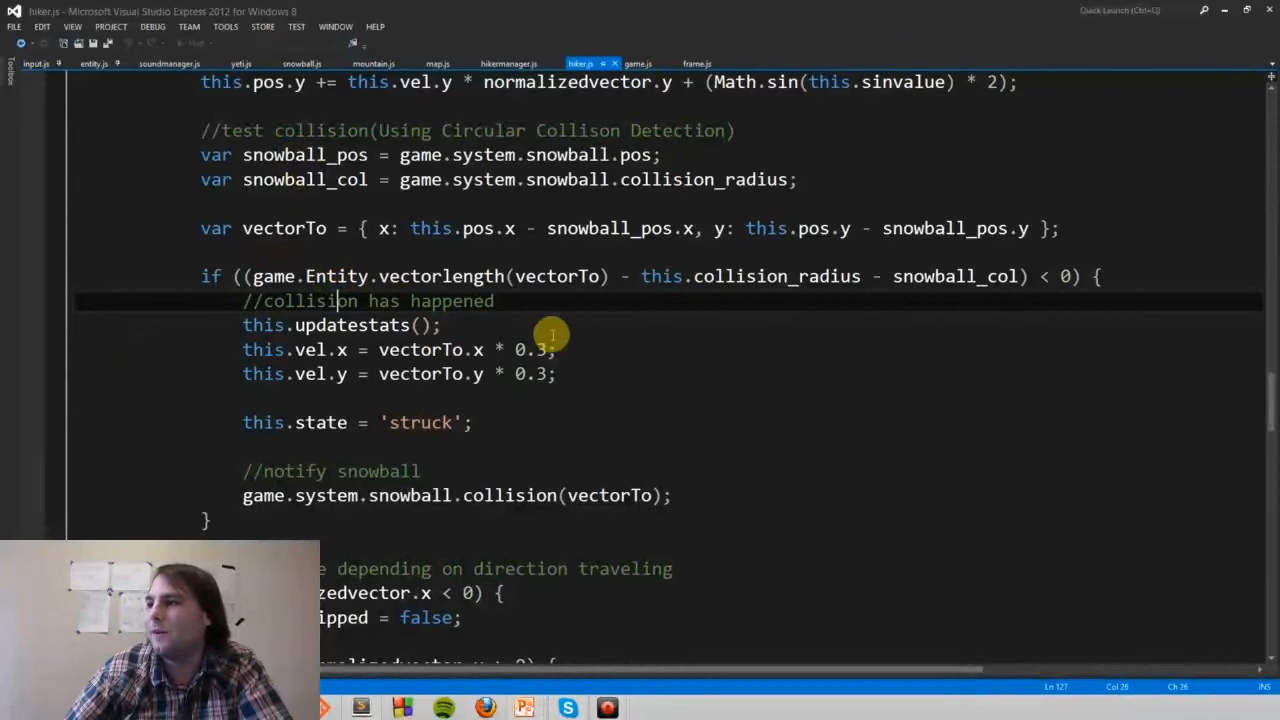 hiker.js - Microsoft Visual Studio Express 2012 for Windows 8
Quick Launch (Ctrl+Q)
FILE EDIT VIEW PROJECT DEBUG TEAM TOOLS STORE TEST WINDOW HELP
Toolbox
input.js entity.js soundmanager.js yeti.js snowball.js mountain.js map.js hikermanager.js hiker.js game.js frame.js
this.pos.y += this.vel.y * normalizedvector.y + (Math.sin(this.sinvalue) * 2);
//test collision(Using Circular Collison Detection)
var snowball_pos = game.system.snowball.pos;
var snowball_col = game.system.snowball.collision_radius;
var vectorTo = { x: this.pos.x - snowball_pos.x, y: this.pos.y - snowball_pos.y };
if ((game.Entity.vectorlength(vectorTo) - this.collision_radius - snowball_col) < 0) {
//collision has happened
this.updatestats();
this.vel.x = vectorTo.x * 0.3;
this.vel.y = vectorTo.y * 0.3;
this.state = 'struck';
//notify snowball
game.system.snowball.collision(vectorTo);
}
e depending on direction traveling
zedvector.x < 0) {
ipped = false;
Ln 127 Col 26 Ch 26 INS